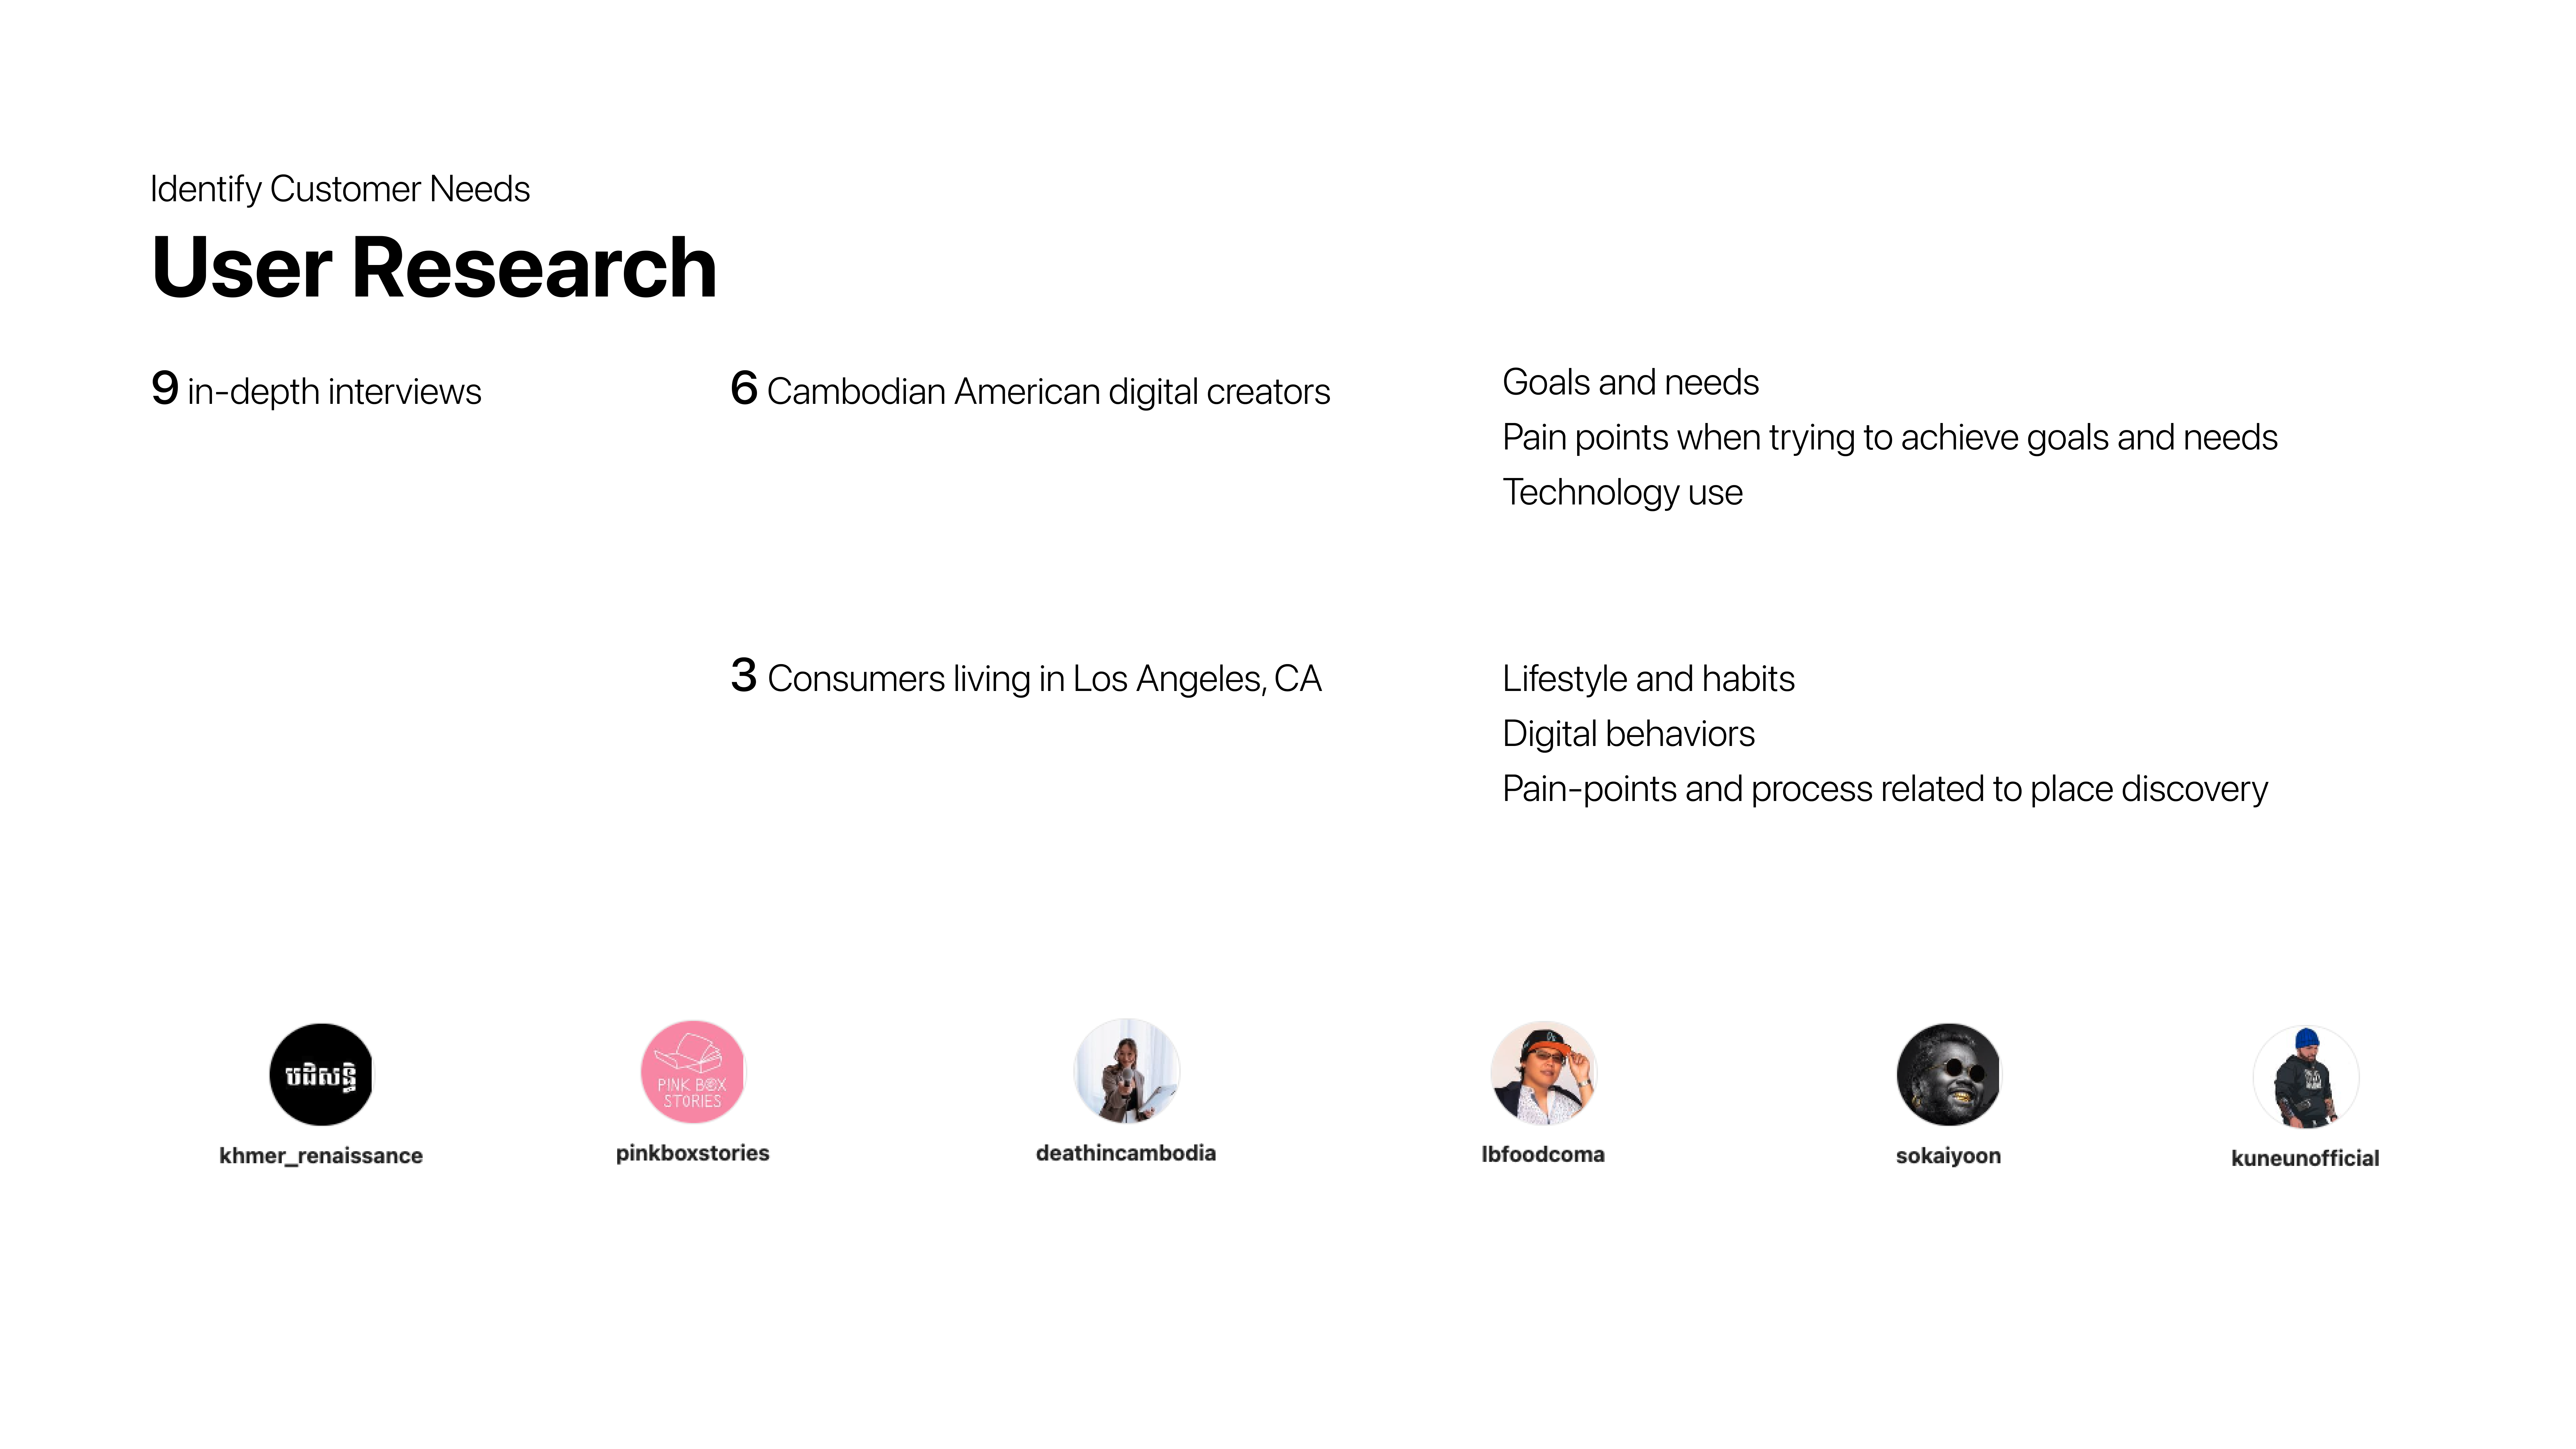 Identify Customer Needs
User Research
9 in-depth interviews
6 Cambodian American digital creators
Goals and needs
Pain points when trying to achieve goals and needs
Technology use
3 Consumers living in Los Angeles, CA
Lifestyle and habits
Digital behaviors
Pain-points and process related to place discovery
បដិសន្ធិ
PINK BOX
STORIES
khmer_renaissance
pinkboxstories
deathincambodia
lbfoodcoma
sokaiyoon
kuneunofficial